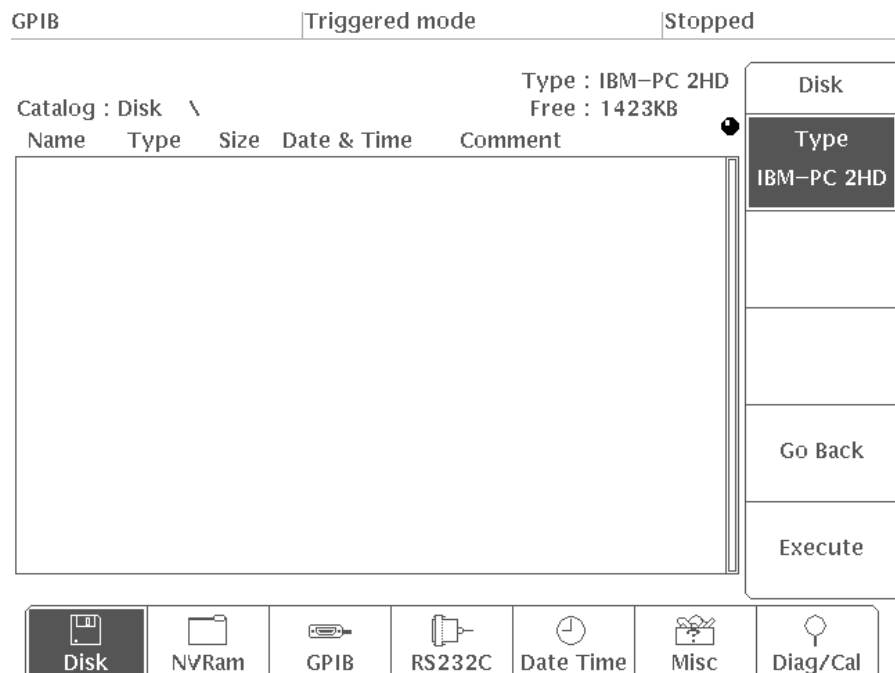 GPIB Triggered mode Stopped
Type : IBM-PC 2HD
Catalog : Disk \ Free : 1423KB
Name Type Size Date & Time Comment
Disk
Type
IBM-PC 2HD
Go Back
Execute
Disk NVRam GPIB RS232C Date Time Misc Diag/Cal